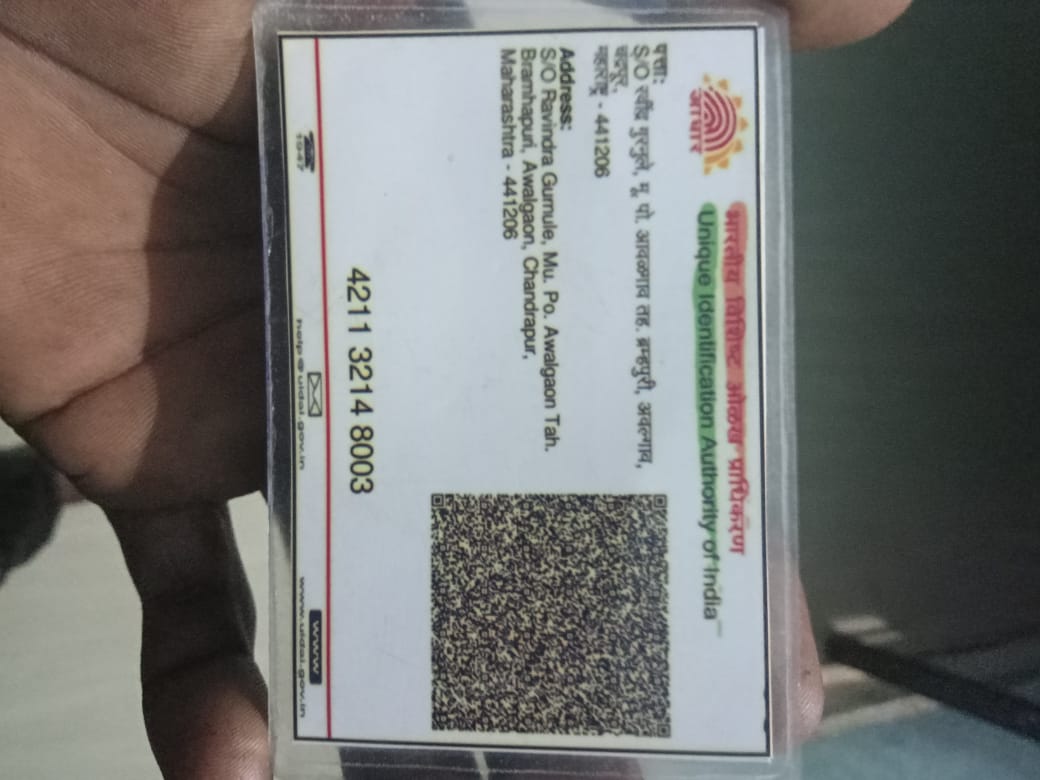 भारतीय विशिष्ट ओळख प्राधिकरण
Unique Identification Authority of India
आधार
पत्ता:
S/O रवींद्र गुरनुले, मू. पो. आवळगाव तह. ब्रम्हपुरी, अवल्गाव,
चंद्रपूर,
महाराष्ट्र - 441206
Address:
S/O Ravindra Gurnule, Mu. Po. Awalgaon Tah.
Bramhapuri, Awalgaon, Chandrapur,
Maharashtra - 441206
4211 3214 8003
1947
help@uidai.gov.in
www
www.uidai.gov.in